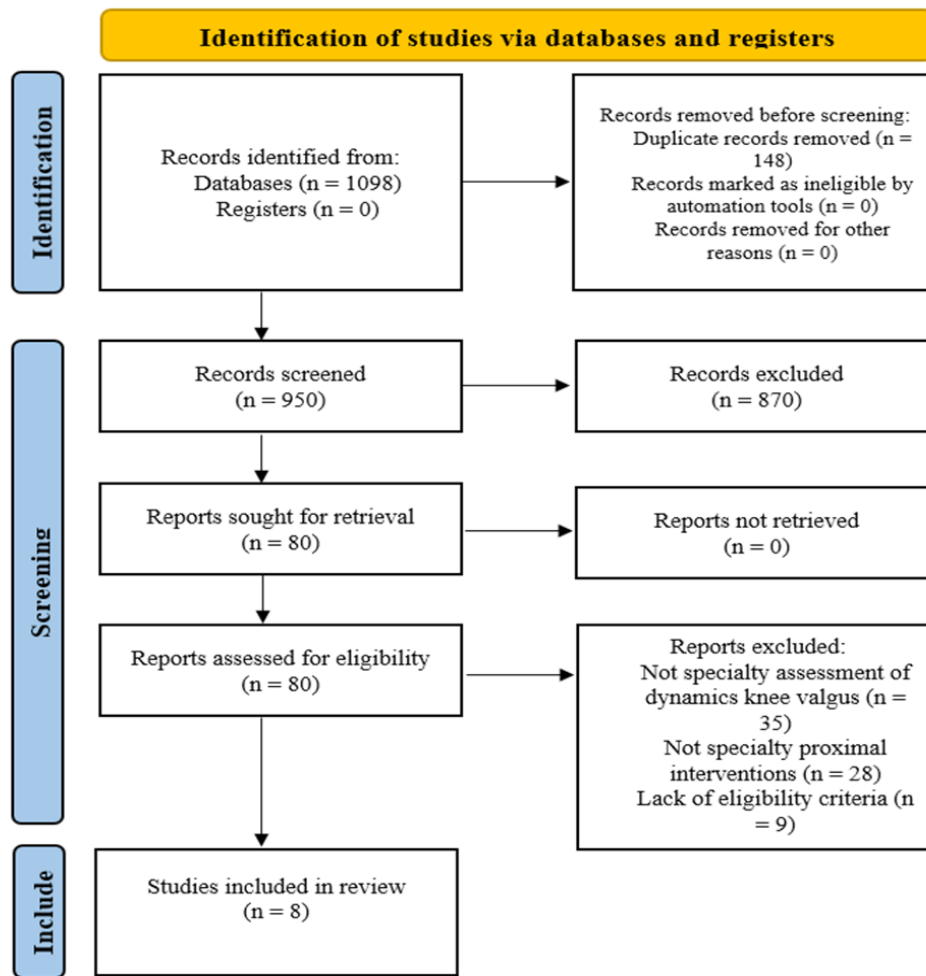 Identification of studies via databases and registers
Identification
Records identified from:
Databases (n = 1098)
Registers (n = 0)
Records removed before screening:
Duplicate records removed (n =
148)
Records marked as ineligible by
automation tools (n = 0)
Records removed for other
reasons (n = 0)
Screening
Records screened
(n = 950)
Records excluded
(n = 870)
Reports sought for retrieval
(n = 80)
Reports not retrieved
(n = 0)
Reports assessed for eligibility
(n = 80)
Reports excluded:
Not specialty assessment of
dynamics knee valgus (n =
35)
Not specialty proximal
interventions (n = 28)
Lack of eligibility criteria (n
= 9)
Include
Studies included in review
(n = 8)